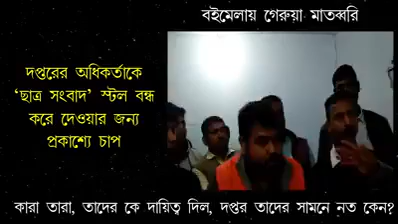 বইমেলায় গেরুয়া মাতব্বরি
দপ্তরের অধিকর্তাকে
‘ছাত্র সংবাদ’ স্টল বন্ধ
করে দেওয়ার জন্য
প্রকাশ্যে চাপ
কারা তারা, তাদের কে দায়িত্ব দিল, দপ্তর তাদের সামনে নত কেন?